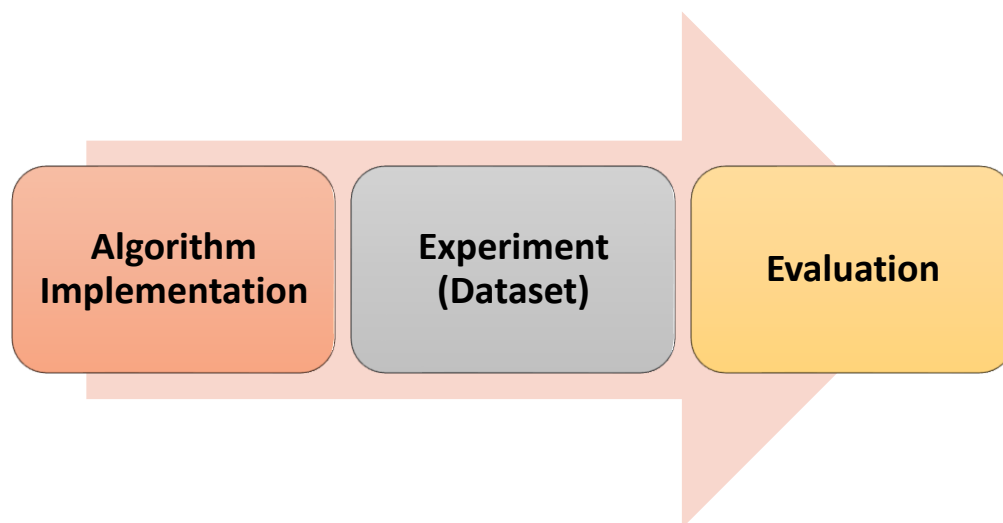 Algorithm
Implementation
Experiment
(Dataset)
Evaluation